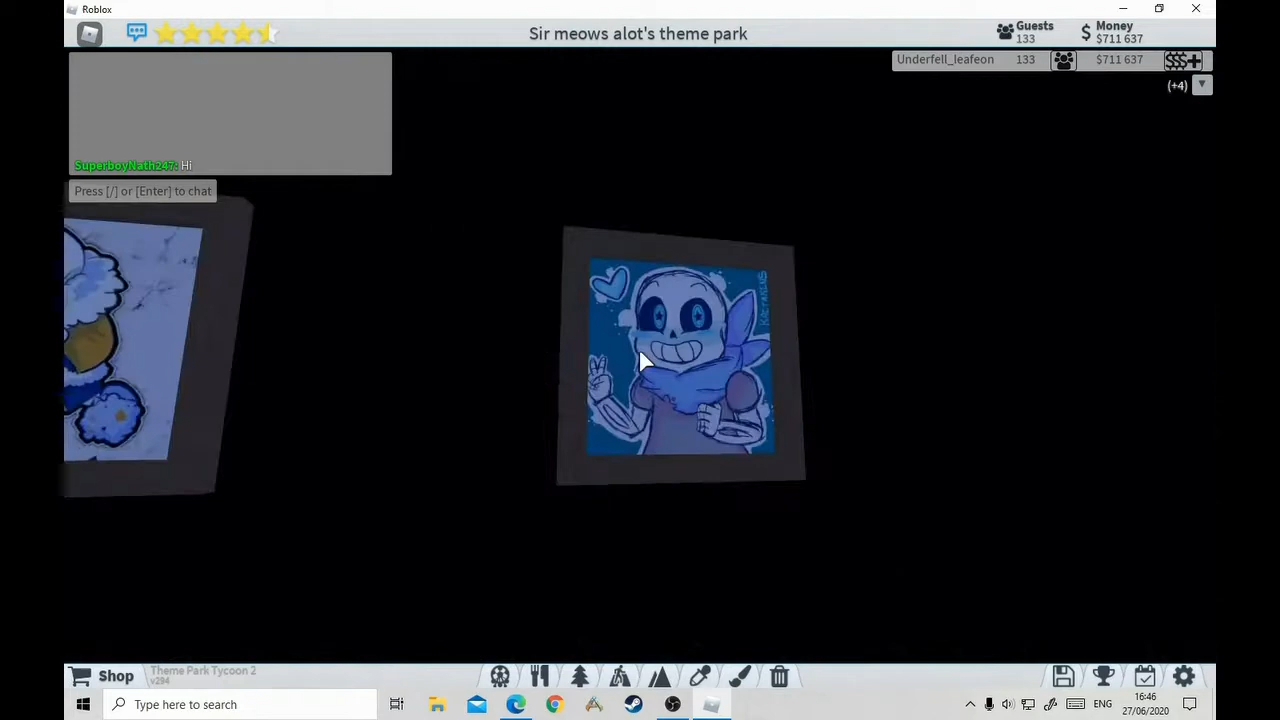 Roblox
Sir meows alot's theme park
Guests
133
Money
$711 637
Underfell_leafeon 133 $711 637
(+4)
SuperboyNath247: Hi
Press [/] or [Enter] to chat
Shop
Theme Park Tycoon 2
v294
Type here to search
ENG
16:46
27/06/2020